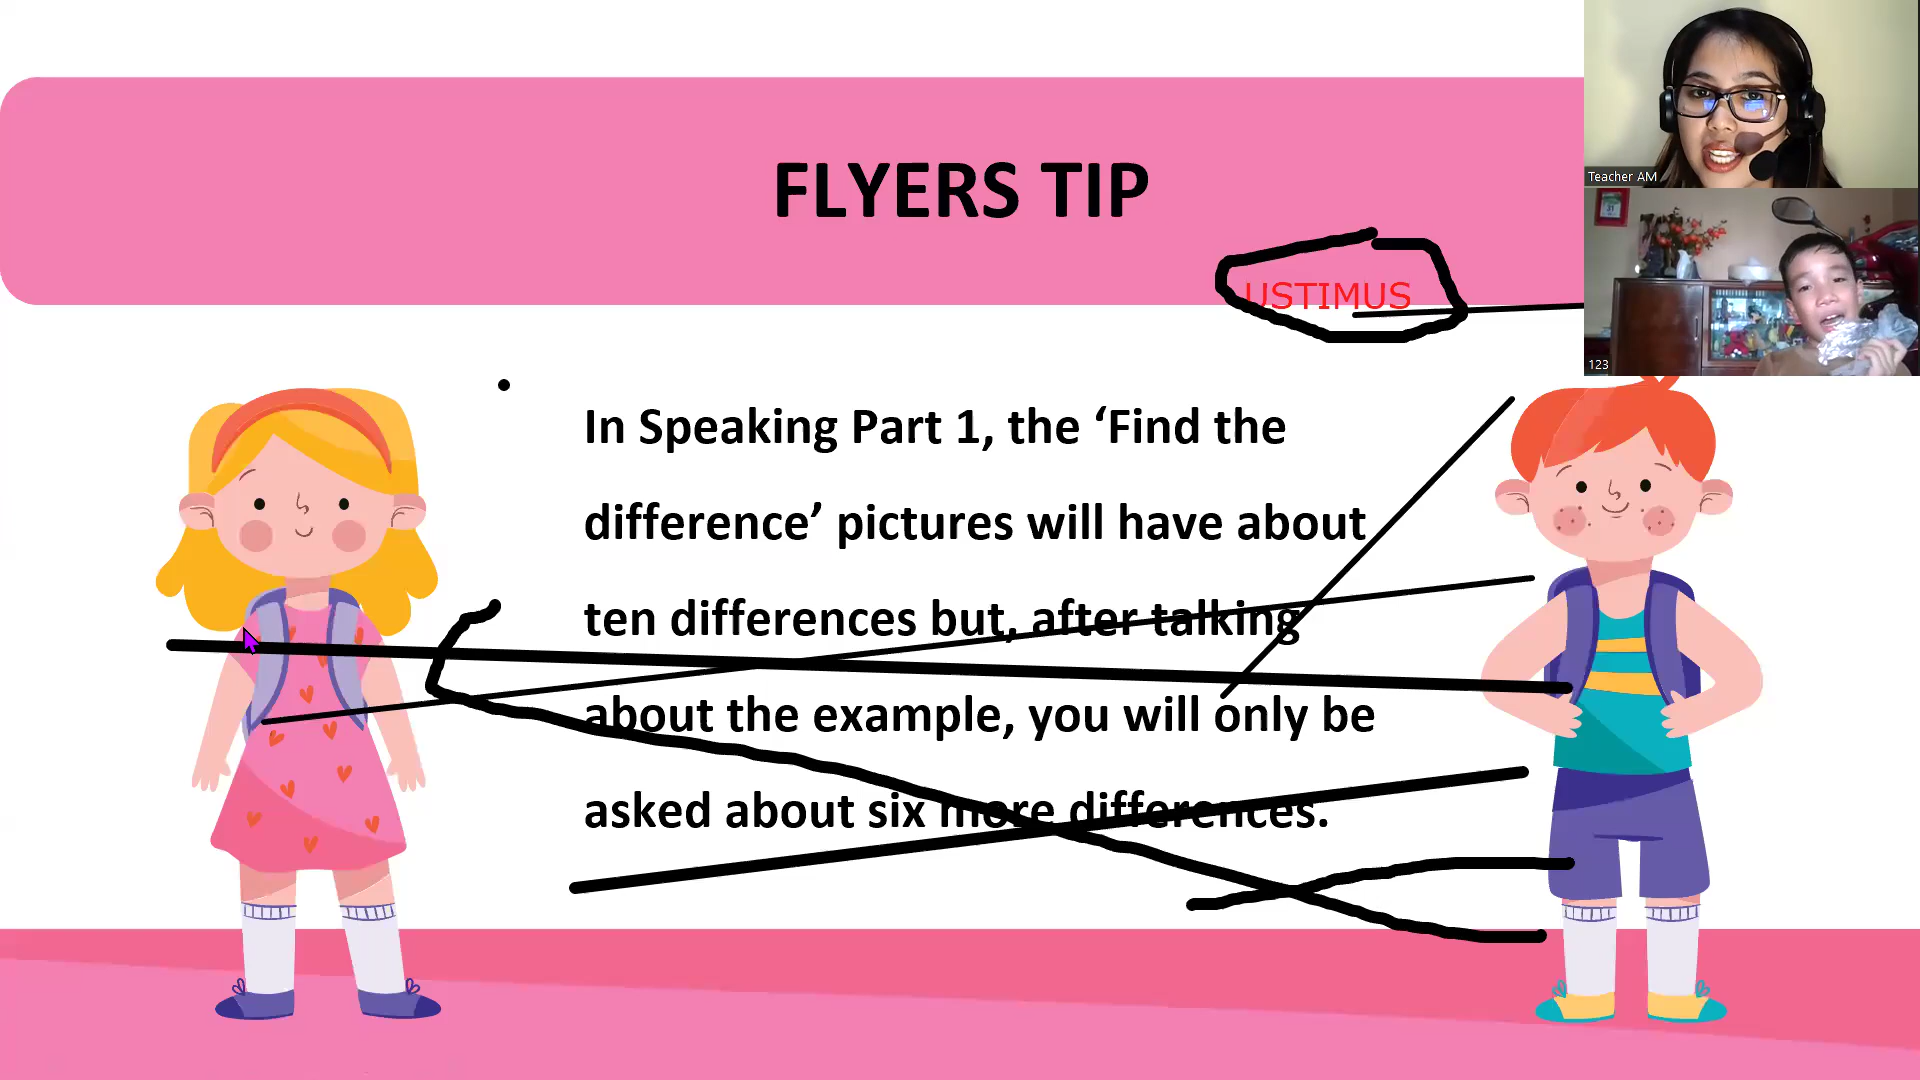 FLYERS TIP
Teacher AM
USTIMUS
123
• In Speaking Part 1, the ‘Find the
difference’ pictures will have about
ten differences but, after talking
about the example, you will only be
asked about six more differences.